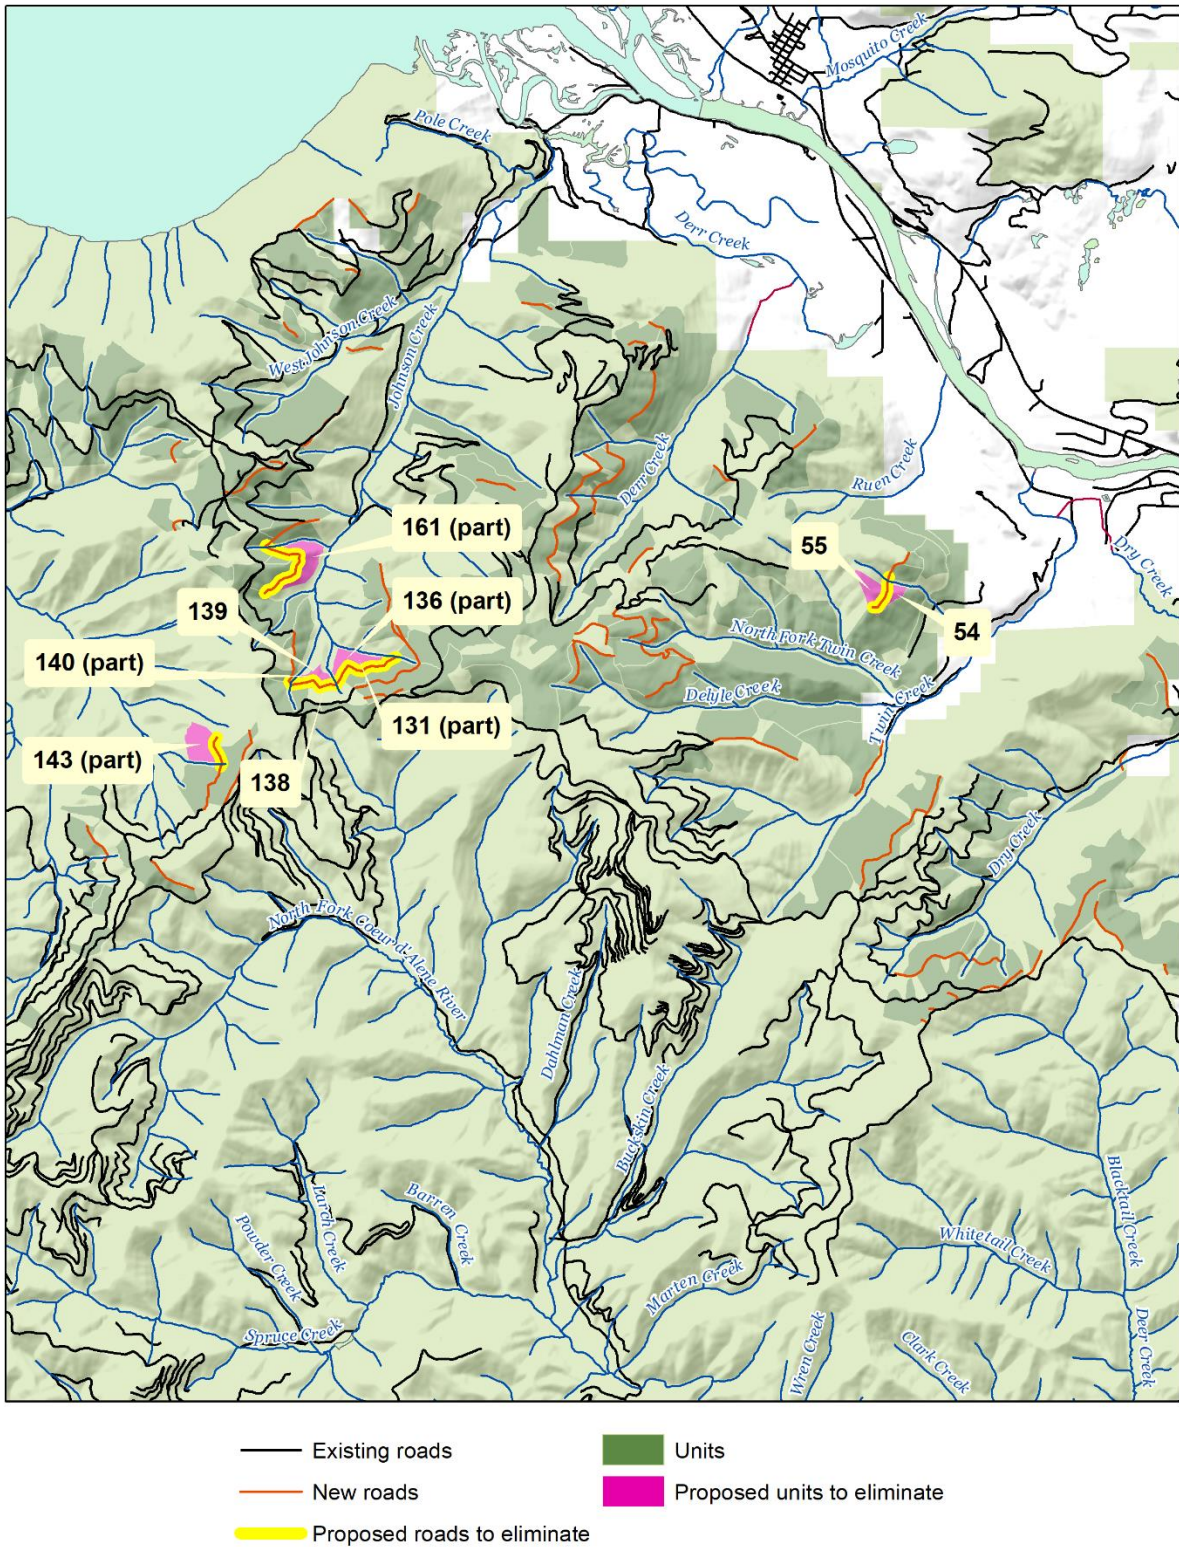 Mosquito Creek
Pole Creek
Derr Creek
West Johnson Creek
Johnson Creek
Derr Creek
Ruen Creek
161 (part)
55
Dry Creek
139
136 (part)
54
North Fork Twin Creek
140 (part)
Delyle Creek
Twin Creek
131 (part)
143 (part)
138
Dry Creek
North Fork Coeur d'Alene River
Dahlman Creek
Buckskin Creek
Blacktail Creek
Larch Creek
Barren Creek
Powder Creek
Whitetail Creek
Marten Creek
Spruce Creek
Wren Creek
Clark Creek
Deer Creek
Existing roads
Units
New roads
Proposed units to eliminate
Proposed roads to eliminate